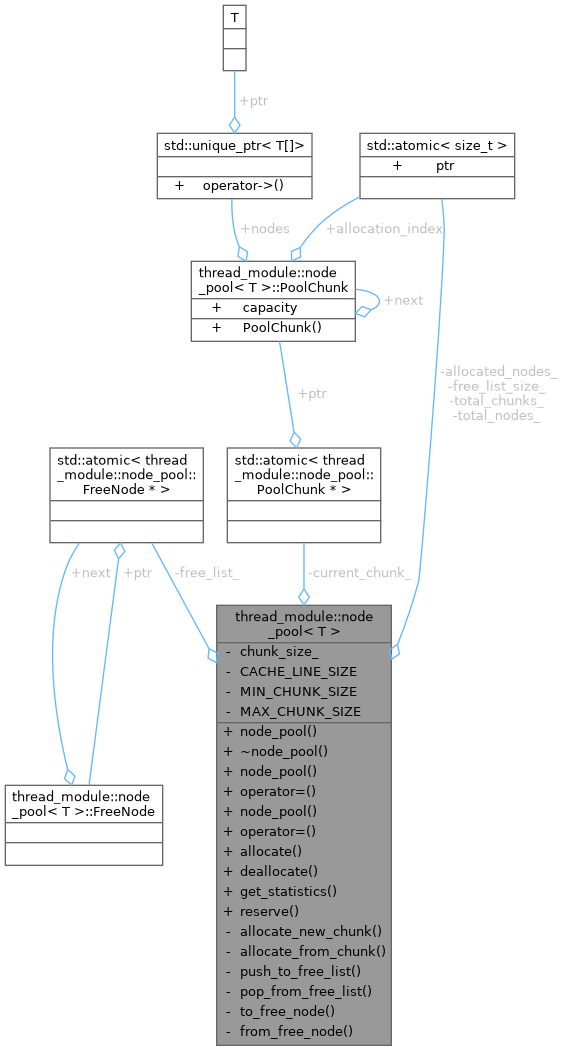 T
+ptr
std::unique_ptr< T[]>
+ operator->()
std::atomic< size_t >
+ ptr
+nodes
+allocation_index
thread_module::node
_pool< T >::PoolChunk
+ capacity
+ PoolChunk()
+next
+ptr
-allocated_nodes_
-free_list_size_
-total_chunks_
-total_nodes_
std::atomic< thread
_module::node_pool::
FreeNode * >
std::atomic< thread
_module::node_pool::
PoolChunk * >
+next
+ptr
-free_list_
-current_chunk_
thread_module::node
_pool< T >
- chunk_size_
- CACHE_LINE_SIZE
- MIN_CHUNK_SIZE
- MAX_CHUNK_SIZE
+ node_pool()
+ ~node_pool()
+ node_pool()
+ operator=()
+ node_pool()
+ operator=()
+ allocate()
+ deallocate()
+ get_statistics()
+ reserve()
- allocate_new_chunk()
- allocate_from_chunk()
- push_to_free_list()
- pop_from_free_list()
- to_free_node()
- from_free_node()
thread_module::node
_pool< T >::FreeNode